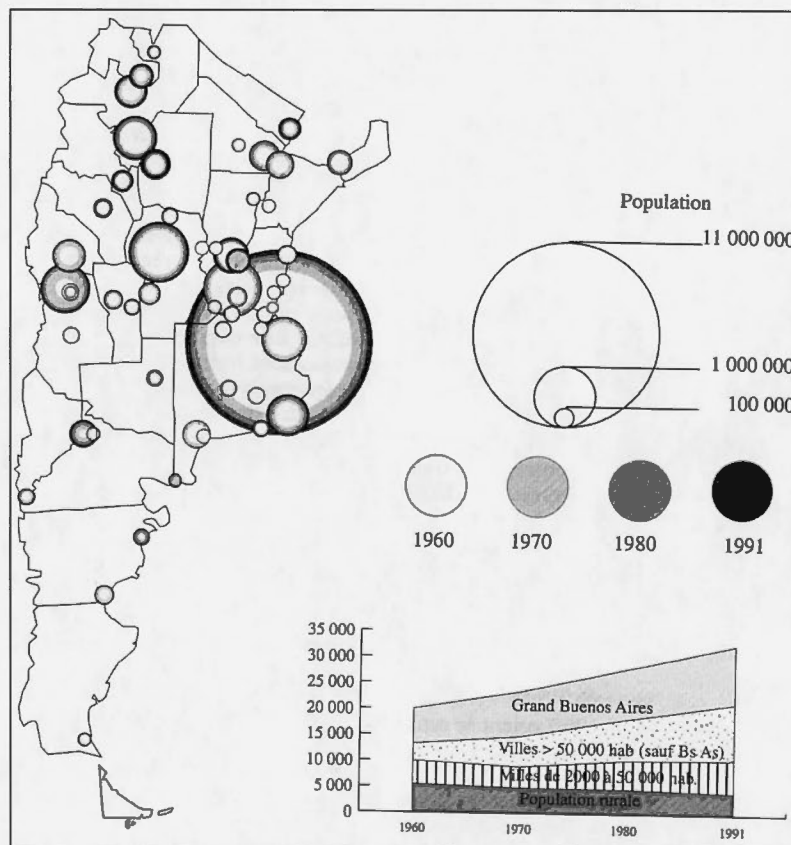 Population
11 000 000
1 000 000
100 000
1960
1970
1980
1991
35 000
30 000
25 000
20 000
15 000
10 000
5 000
0
Grand Buenos Aires
Villes > 50 000 hab (sauf Bs As)
Villes de 2000 à 50 000 hab.
Population rurale
1960
1970
1980
1991